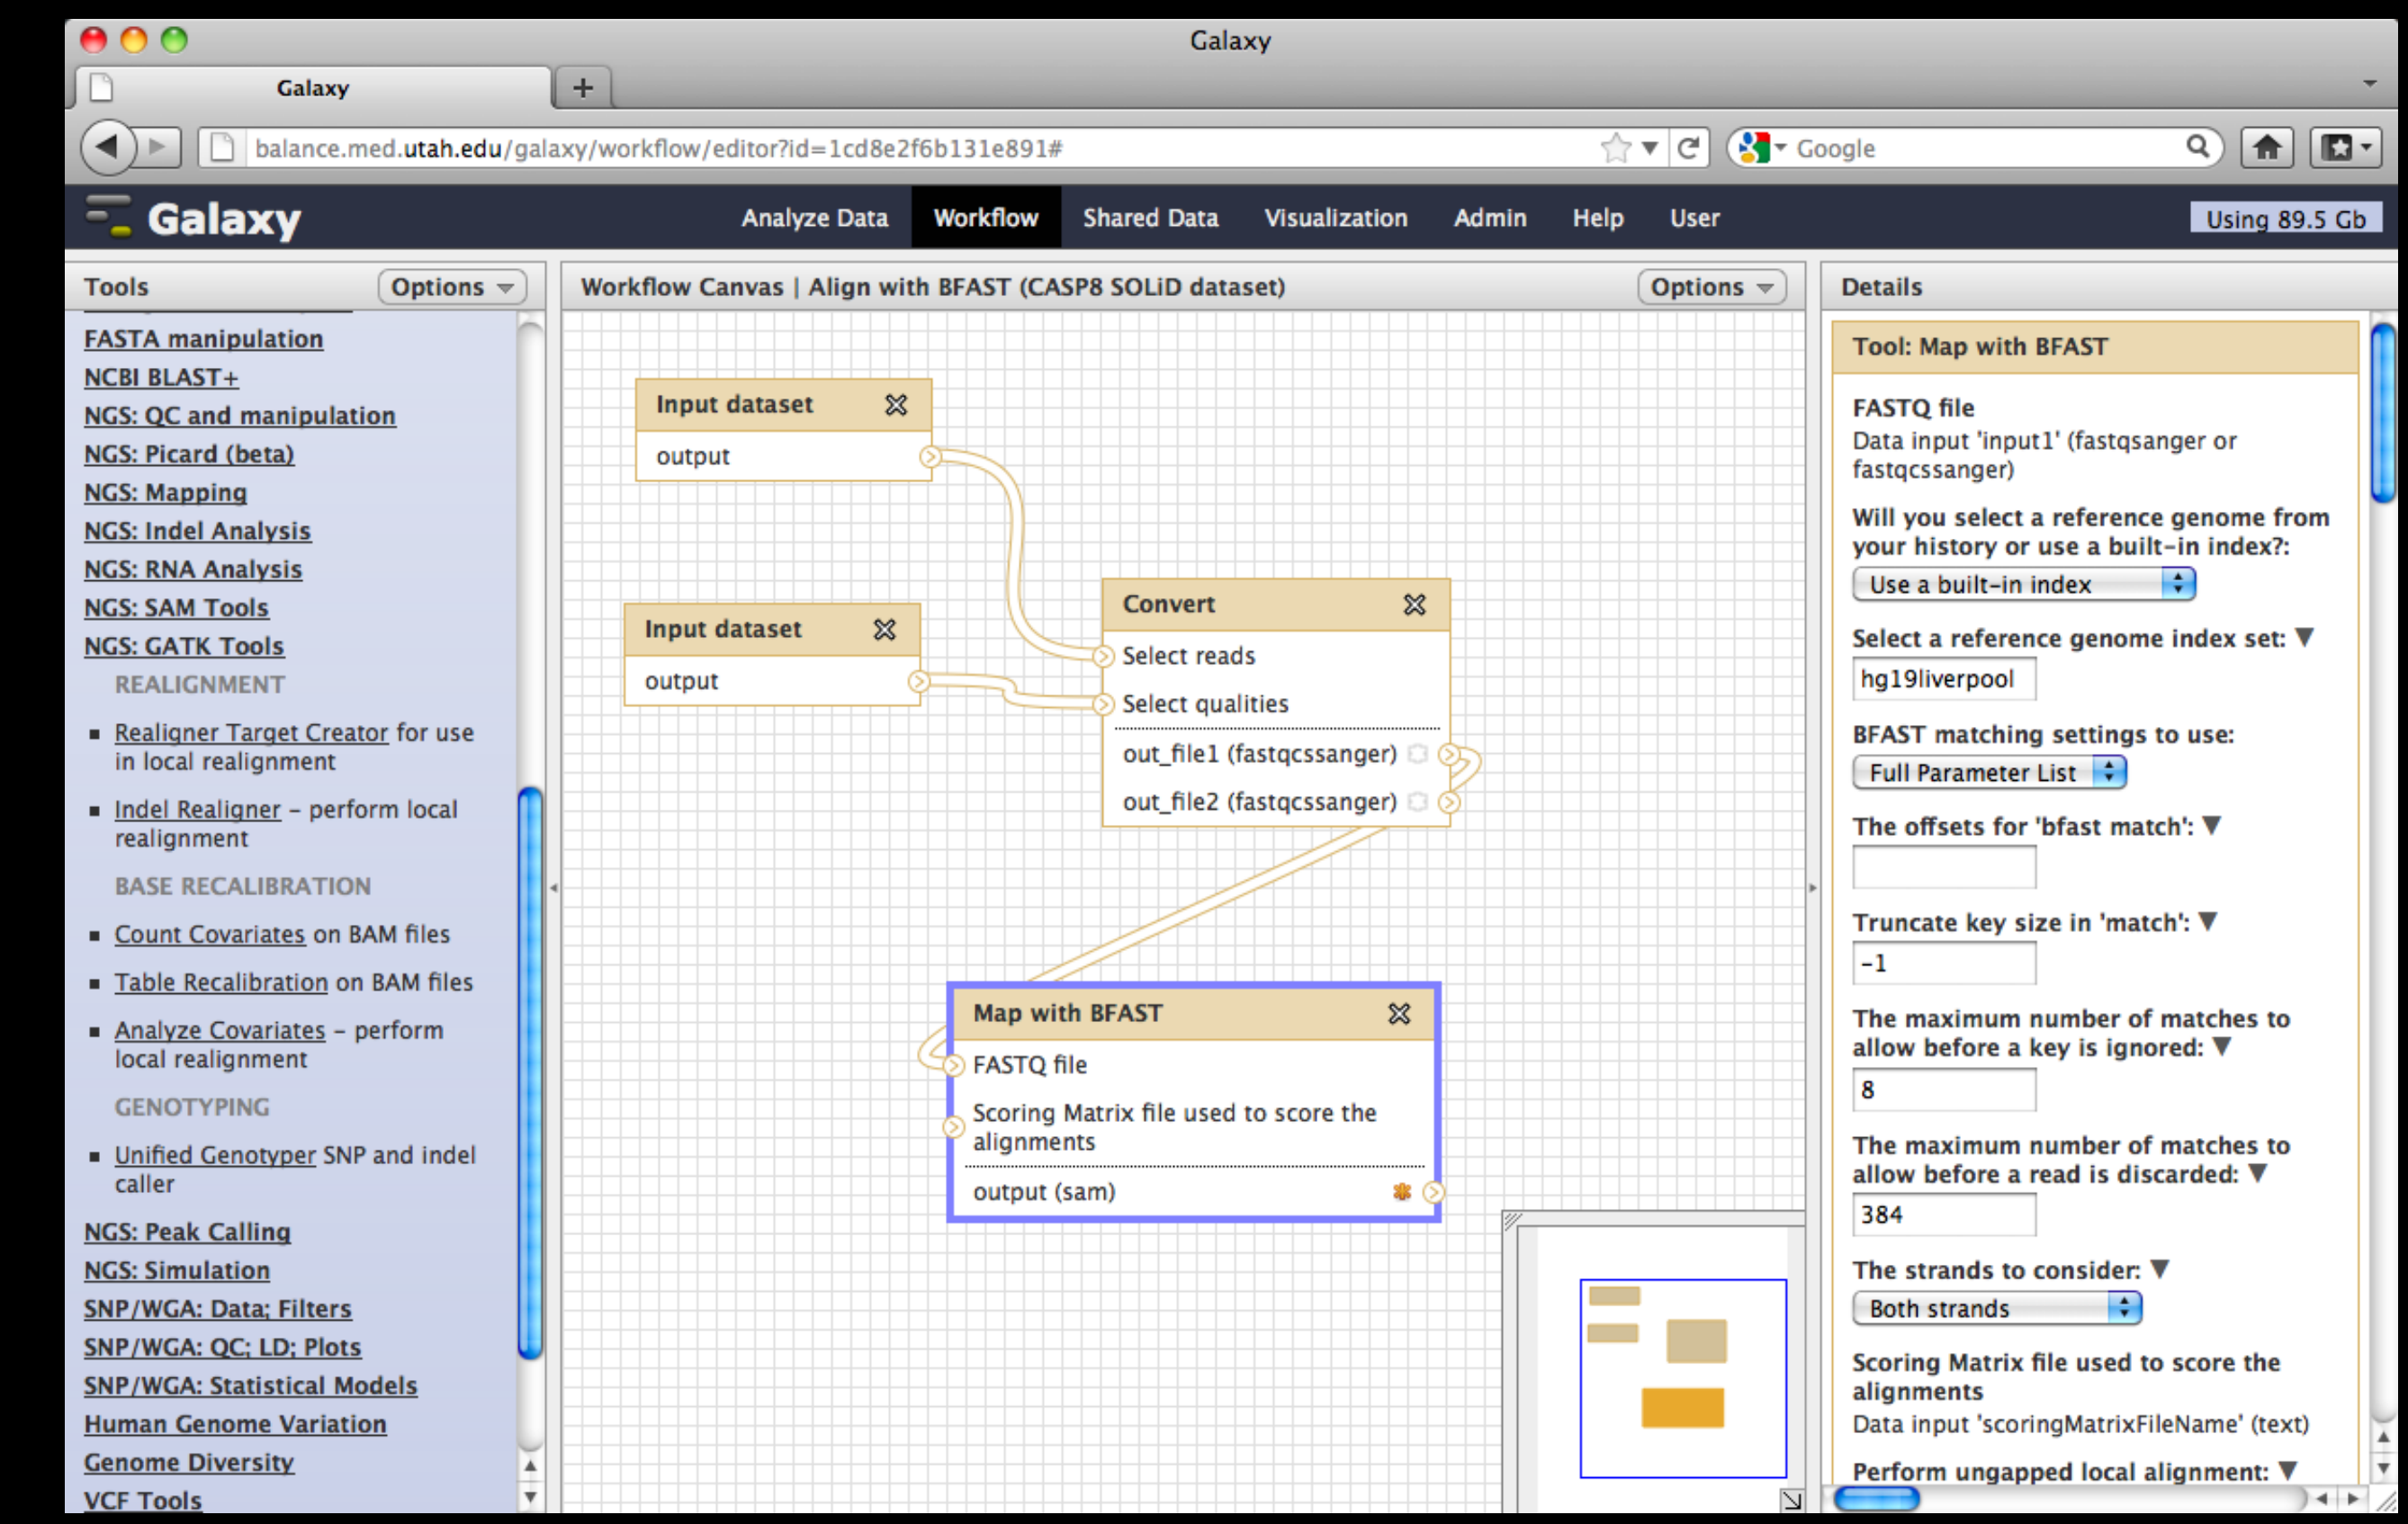 Galaxy
Galaxy
balance.med.utah.edu/galaxy/workflow/editor?id=1cd8e2f6b131e891#
Google
Galaxy
Analyze Data
Workflow
Shared Data
Visualization
Admin
Help
User
Using 89.5 Gb
Tools
Options
FASTA manipulation
NCBI BLAST+
NGS: QC and manipulation
NGS: Picard (beta)
NGS: Mapping
NGS: Indel Analysis
NGS: RNA Analysis
NGS: SAM Tools
NGS: GATK Tools
REALIGNMENT
Realigner Target Creator for use
in local realignment
Indel Realigner – perform local
realignment
BASE RECALIBRATION
Count Covariates on BAM files
Table Recalibration on BAM files
Analyze Covariates – perform
local realignment
GENOTYPING
Unified Genotyper SNP and indel
caller
NGS: Peak Calling
NGS: Simulation
SNP/WGA: Data; Filters
SNP/WGA: QC; LD; Plots
SNP/WGA: Statistical Models
Human Genome Variation
Genome Diversity
VCF Tools
Workflow Canvas | Align with BFAST (CASP8 SOLiD dataset)
Options
Input dataset
output
Input dataset
output
Convert
Select reads
Select qualities
out_file1 (fastqcssanger)
out_file2 (fastqcssanger)
Map with BFAST
FASTQ file
Scoring Matrix file used to score the
alignments
output (sam)
Details
Tool: Map with BFAST
FASTQ file
Data input 'input1' (fastqsanger or
fastqcssanger)
Will you select a reference genome from
your history or use a built-in index?:
Use a built-in index
Select a reference genome index set:
hg19liverpool
BFAST matching settings to use:
Full Parameter List
The offsets for 'bfast match':
Truncate key size in 'match':
-1
The maximum number of matches to
allow before a key is ignored:
8
The maximum number of matches to
allow before a read is discarded:
384
The strands to consider:
Both strands
Scoring Matrix file used to score the
alignments
Data input 'scoringMatrixFileName' (text)
Perform ungapped local alignment: